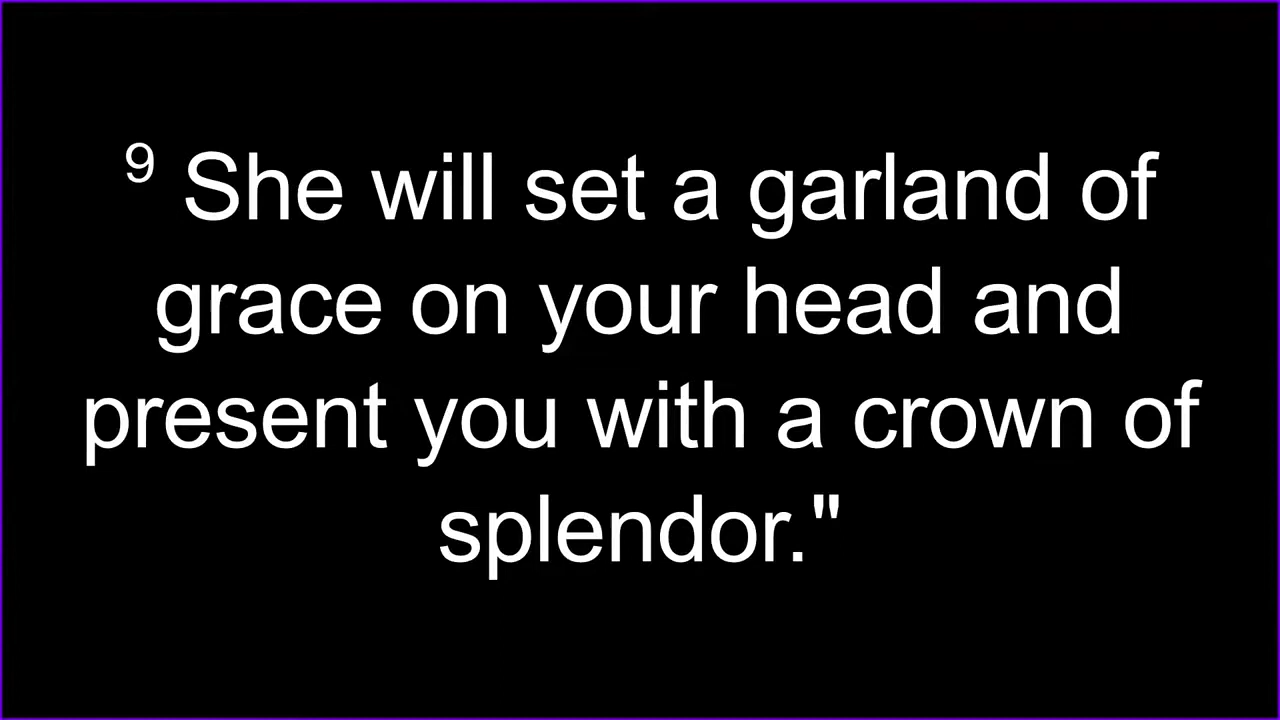 ⁹ She will set a garland of
grace on your head and
present you with a crown of
splendor."